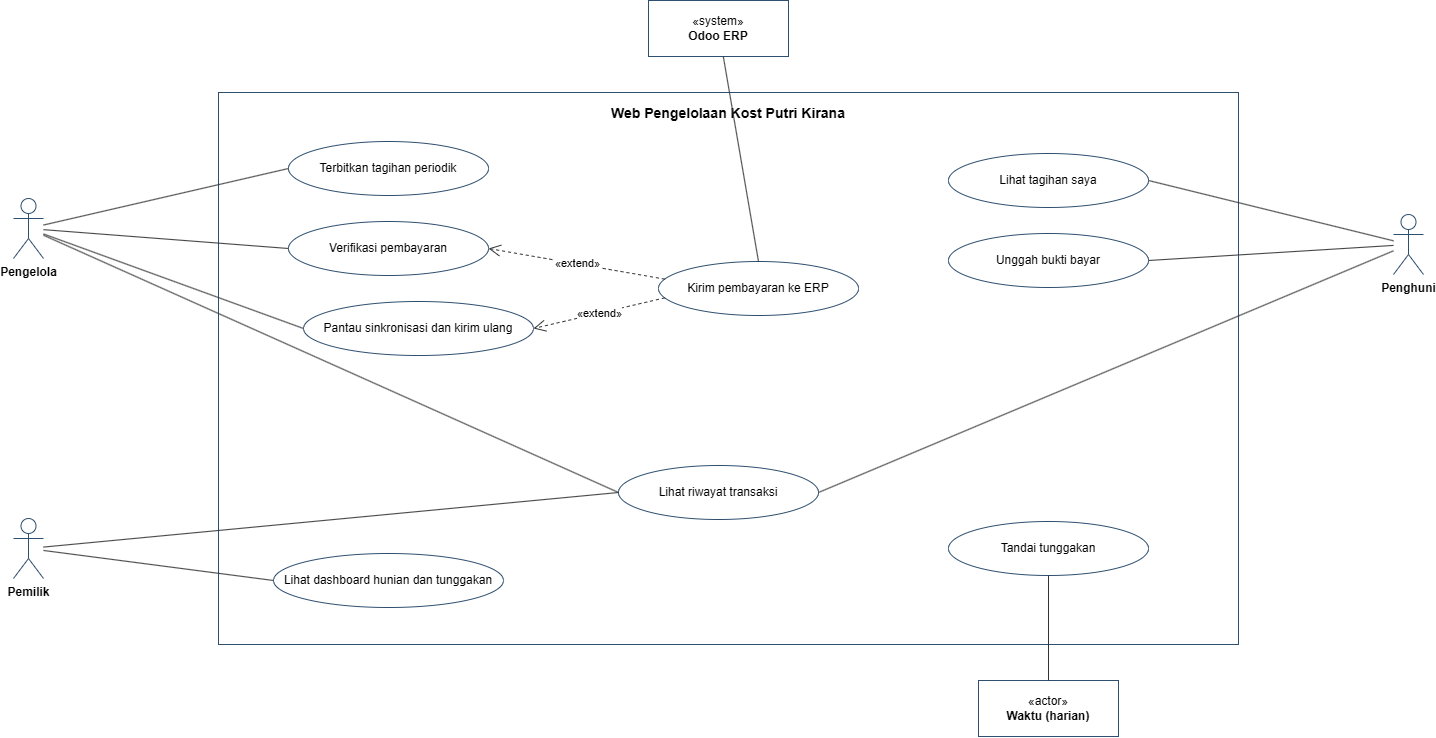 «system»
Odoo ERP
Web Pengelolaan Kost Putri Kirana
Terbitkan tagihan periodik
Lihat tagihan saya
Pengelola
Verifikasi pembayaran
«extend»
Unggah bukti bayar
Penghuni
Kirim pembayaran ke ERP
«extend»
Pantau sinkronisasi dan kirim ulang
Lihat riwayat transaksi
Tandai tunggakan
Pemilik
Lihat dashboard hunian dan tunggakan
«actor»
Waktu (harian)